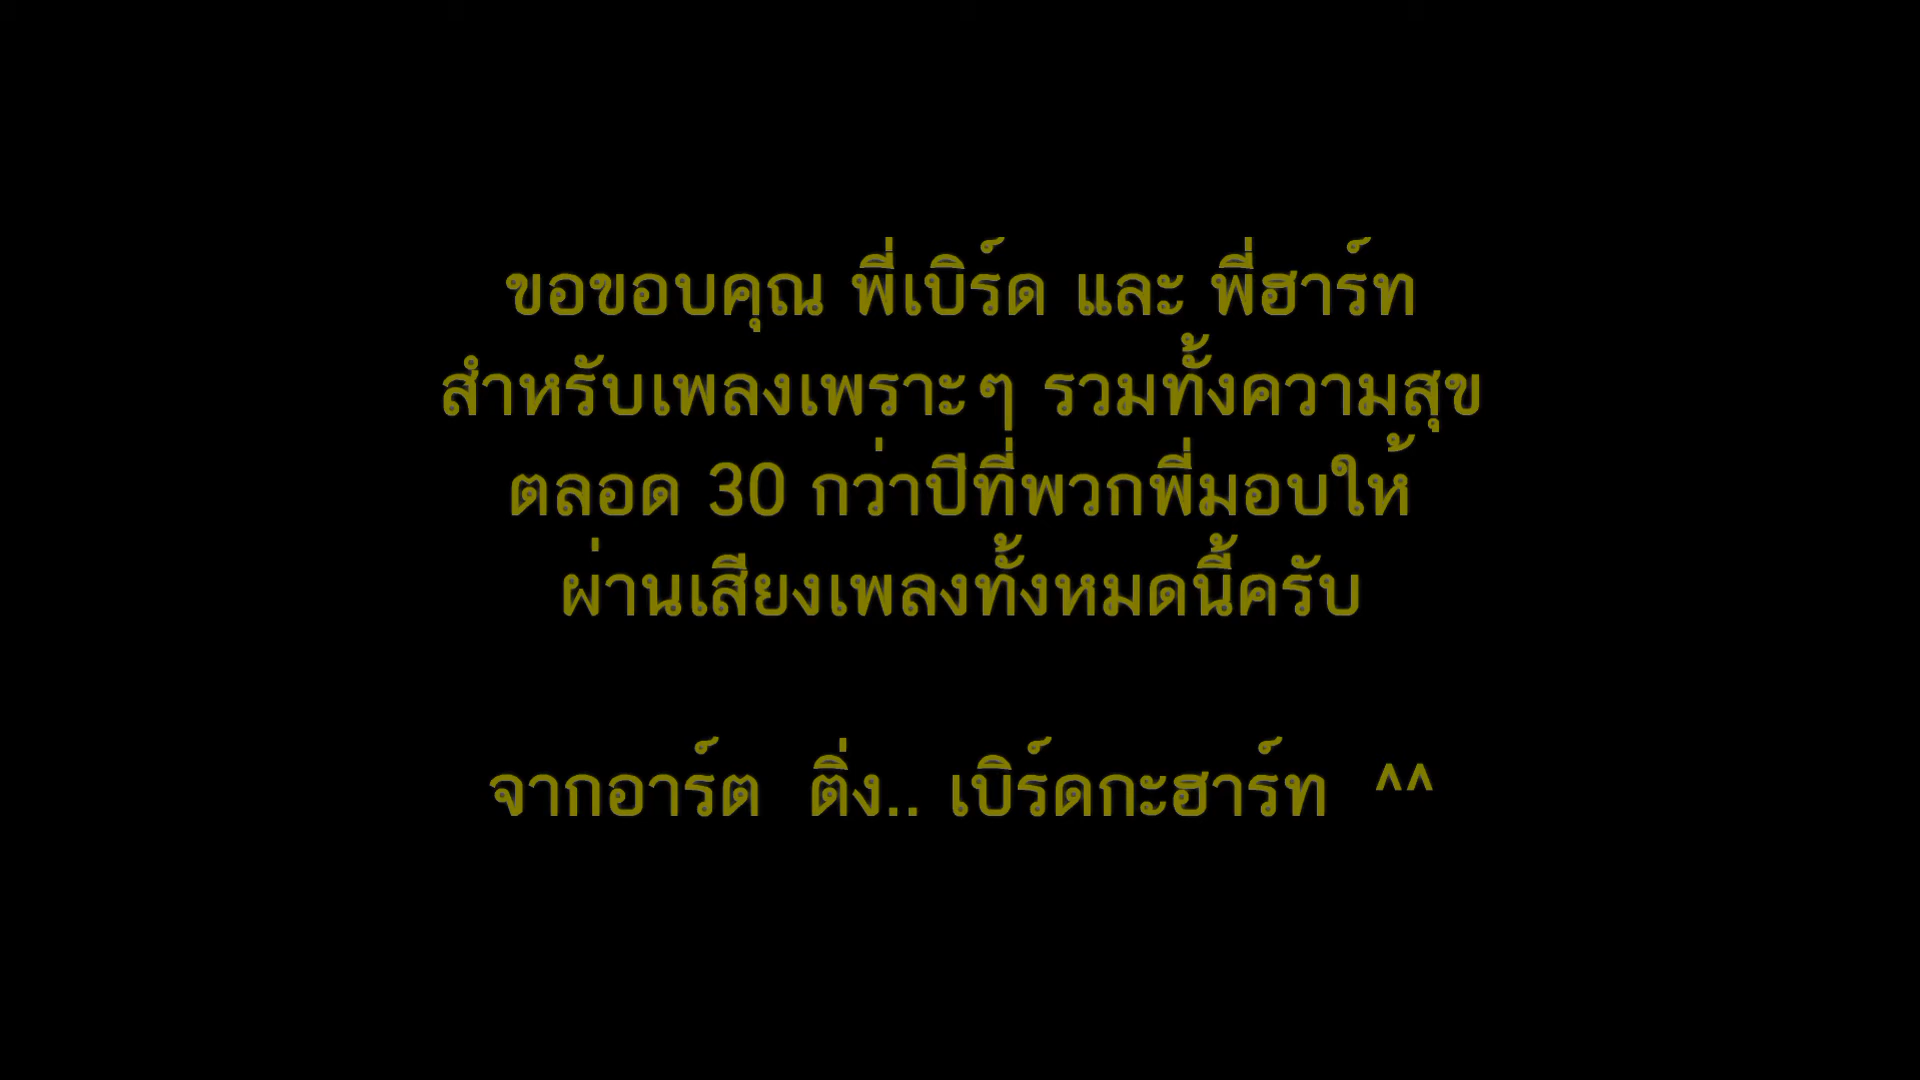 ขอขอบคุณ พี่เบิร์ด และ พี่ฮาร์ท
สำหรับเพลงเพราะๆ รวมทั้งความสุข
ตลอด 30 กว่าปีที่พวกพี่มอบให้
ผ่านเสียงเพลงทั้งหมดนี้ครับ
จากอาร์ต ติ่ง.. เบิร์ดกะฮาร์ท ^^